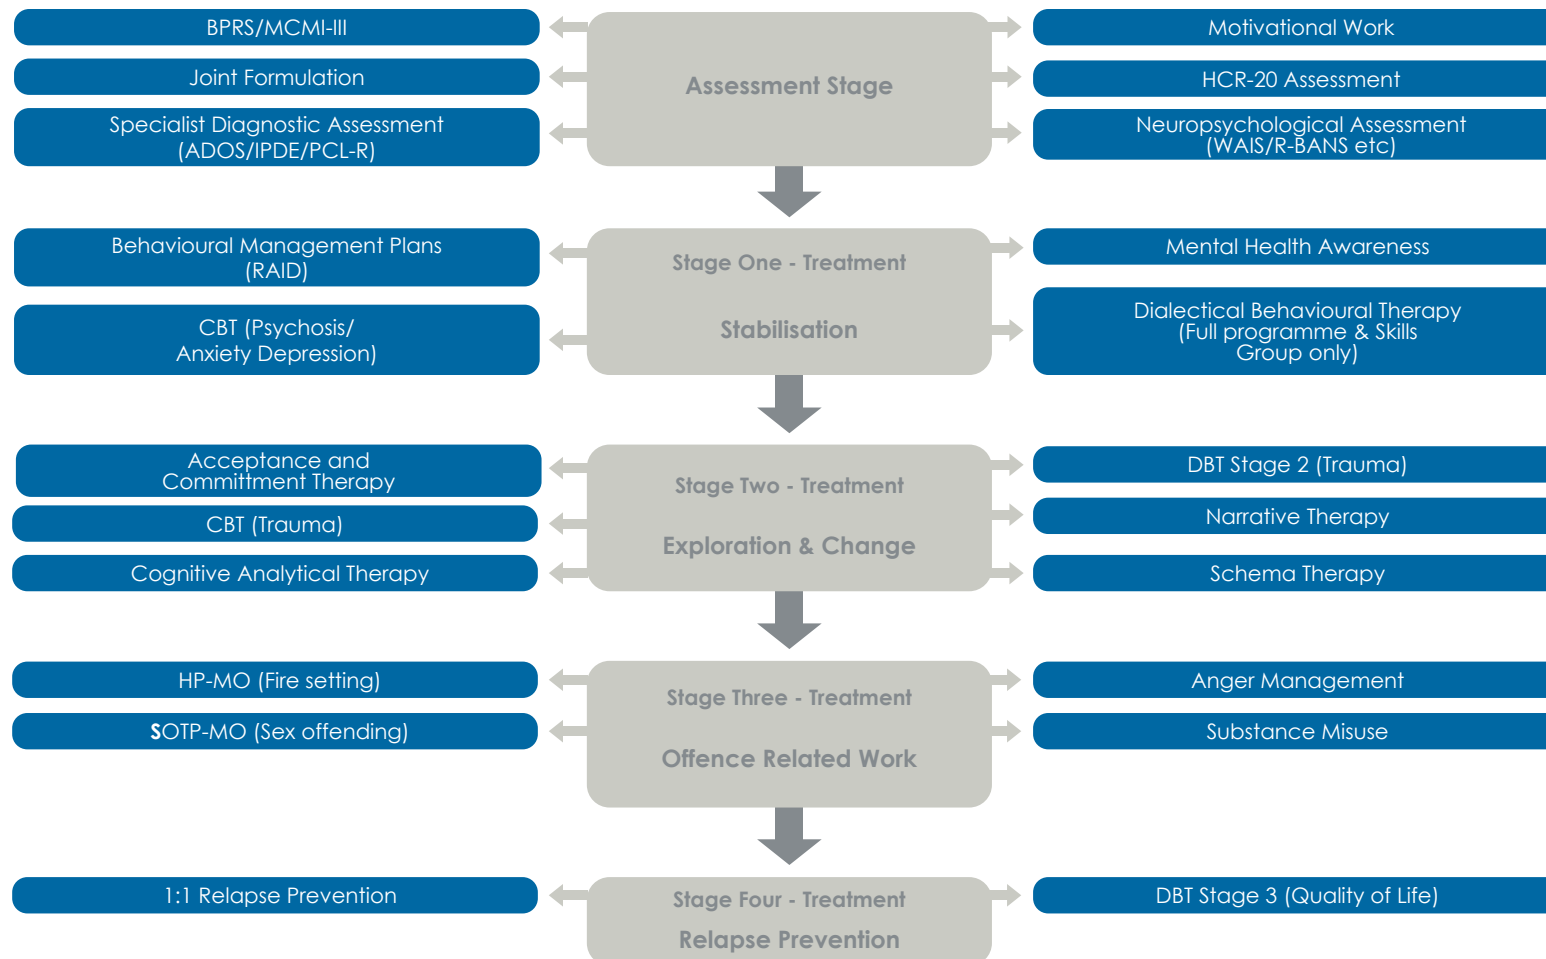 BPRS/MCMI-III
Joint Formulation
Specialist Diagnostic Assessment
(ADOS/IPDE/PCL-R)
Assessment Stage
Motivational Work
HCR-20 Assessment
Neuropsychological Assessment
(WAIS/R-BANS etc)
Behavioural Management Plans
(RAID)
CBT (Psychosis/
Anxiety Depression)
Stage One - Treatment
Stabilisation
Mental Health Awareness
Dialectical Behavioural Therapy
(Full programme & Skills
Group only)
Acceptance and
Committment Therapy
CBT (Trauma)
Cognitive Analytical Therapy
Stage Two - Treatment
Exploration & Change
DBT Stage 2 (Trauma)
Narrative Therapy
Schema Therapy
HP-MO (Fire setting)
SOTP-MO (Sex offending)
Stage Three - Treatment
Offence Related Work
Anger Management
Substance Misuse
1:1 Relapse Prevention
Stage Four - Treatment
Relapse Prevention
DBT Stage 3 (Quality of Life)